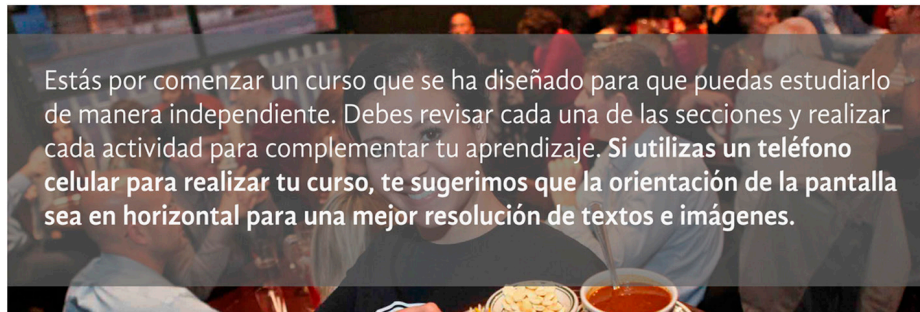 Estás por comenzar un curso que se ha diseñado para que puedas estudiarlo
de manera independiente. Debes revisar cada una de las secciones y realizar
cada actividad para complementar tu aprendizaje. Si utilizas un teléfono
celular para realizar tu curso, te sugerimos que la orientación de la pantalla
sea en horizontal para una mejor resolución de textos e imágenes.